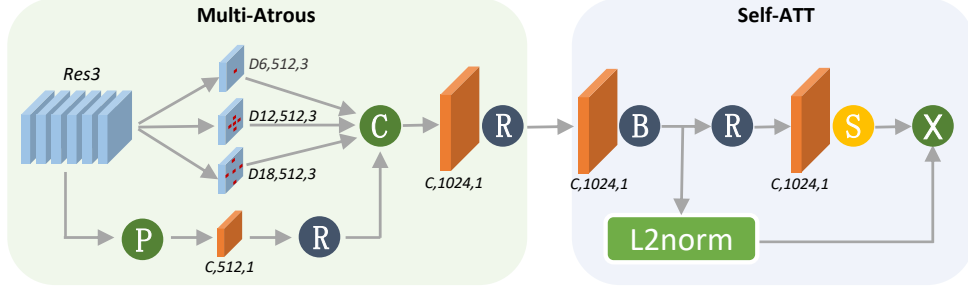 Multi-Atrous
Self-ATT
Res3
D6,512,3
D12,512,3
D18,512,3
C
R
B
R
S
X
C,1024,1
C,1024,1
C,1024,1
P
R
C,512,1
L2norm